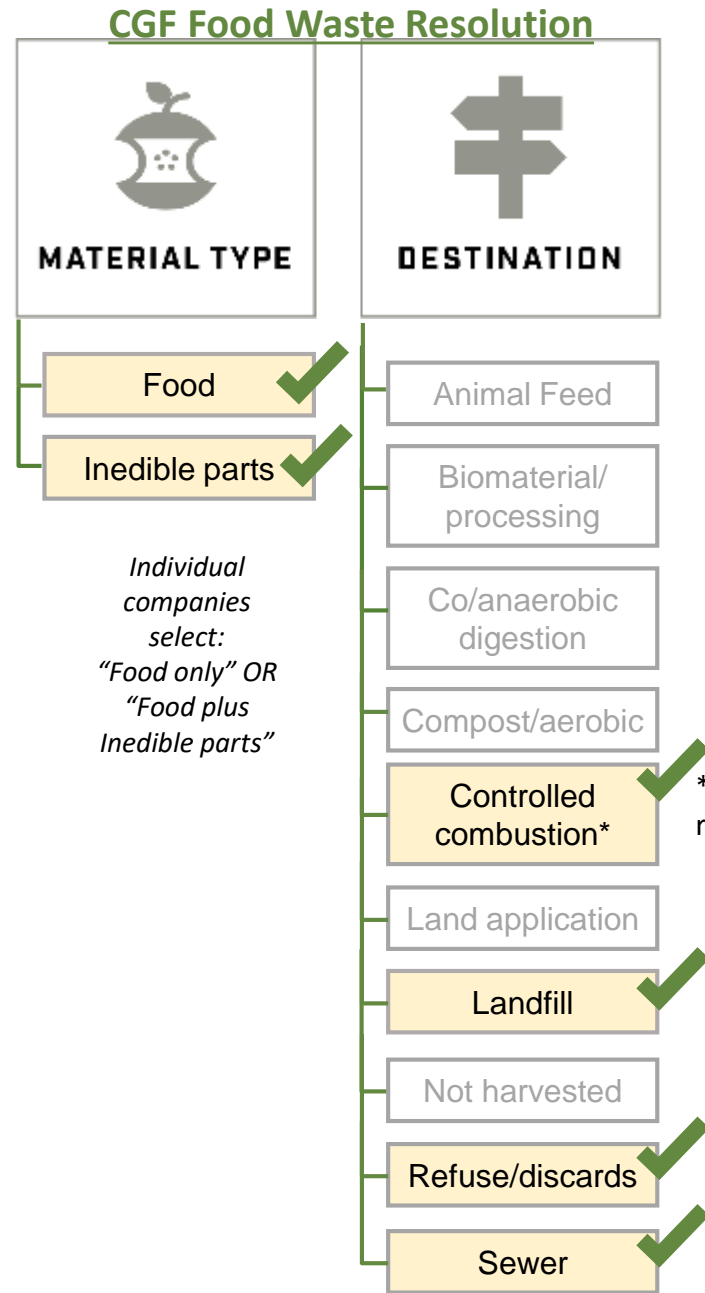 CGF Food Waste Resolution
MATERIAL TYPE
Food
Inedible parts
Individual
companies
select:
“Food only” OR
“Food plus
Inedible parts”
DESTINATION
Animal Feed
Biomaterial/
processing
Co/anaerobic
digestion
Compost/aerobic
Controlled
combustion*
*
Land application
Landfill
Not harvested
Refuse/discards
Sewer